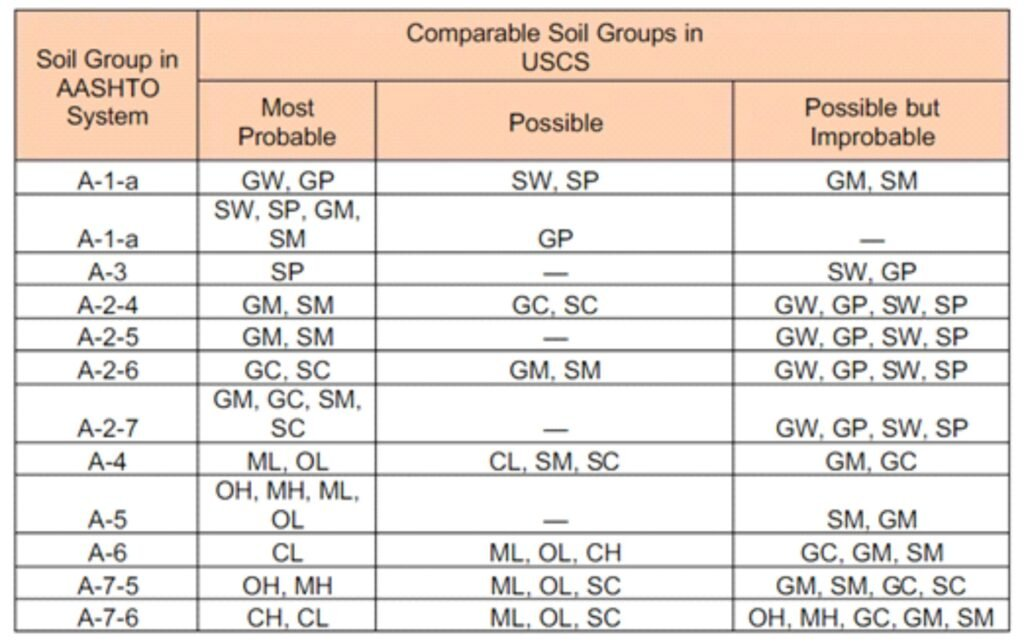 Soil Group in AASHTO System | Comparable Soil Groups in USCS
Most Probable | Possible | Possible but Improbable
A-1-a | GW, GP | SW, SP | GM, SM
A-1-a | SW, SP, GM, SM | GP | —
A-3 | SP | — | SW, GP
A-2-4 | GM, SM | GC, SC | GW, GP, SW, SP
A-2-5 | GM, SM | — | GW, GP, SW, SP
A-2-6 | GC, SC | GM, SM | GW, GP, SW, SP
A-2-7 | GM, GC, SM, SC | — | GW, GP, SW, SP
A-4 | ML, OL | CL, SM, SC | GM, GC
A-5 | OH, MH, ML, OL | — | SM, GM
A-6 | CL | ML, OL, CH | GC, GM, SM
A-7-5 | OH, MH | ML, OL, SC | GM, SM, GC, SC
A-7-6 | CH, CL | ML, OL, SC | OH, MH, GC, GM, SM